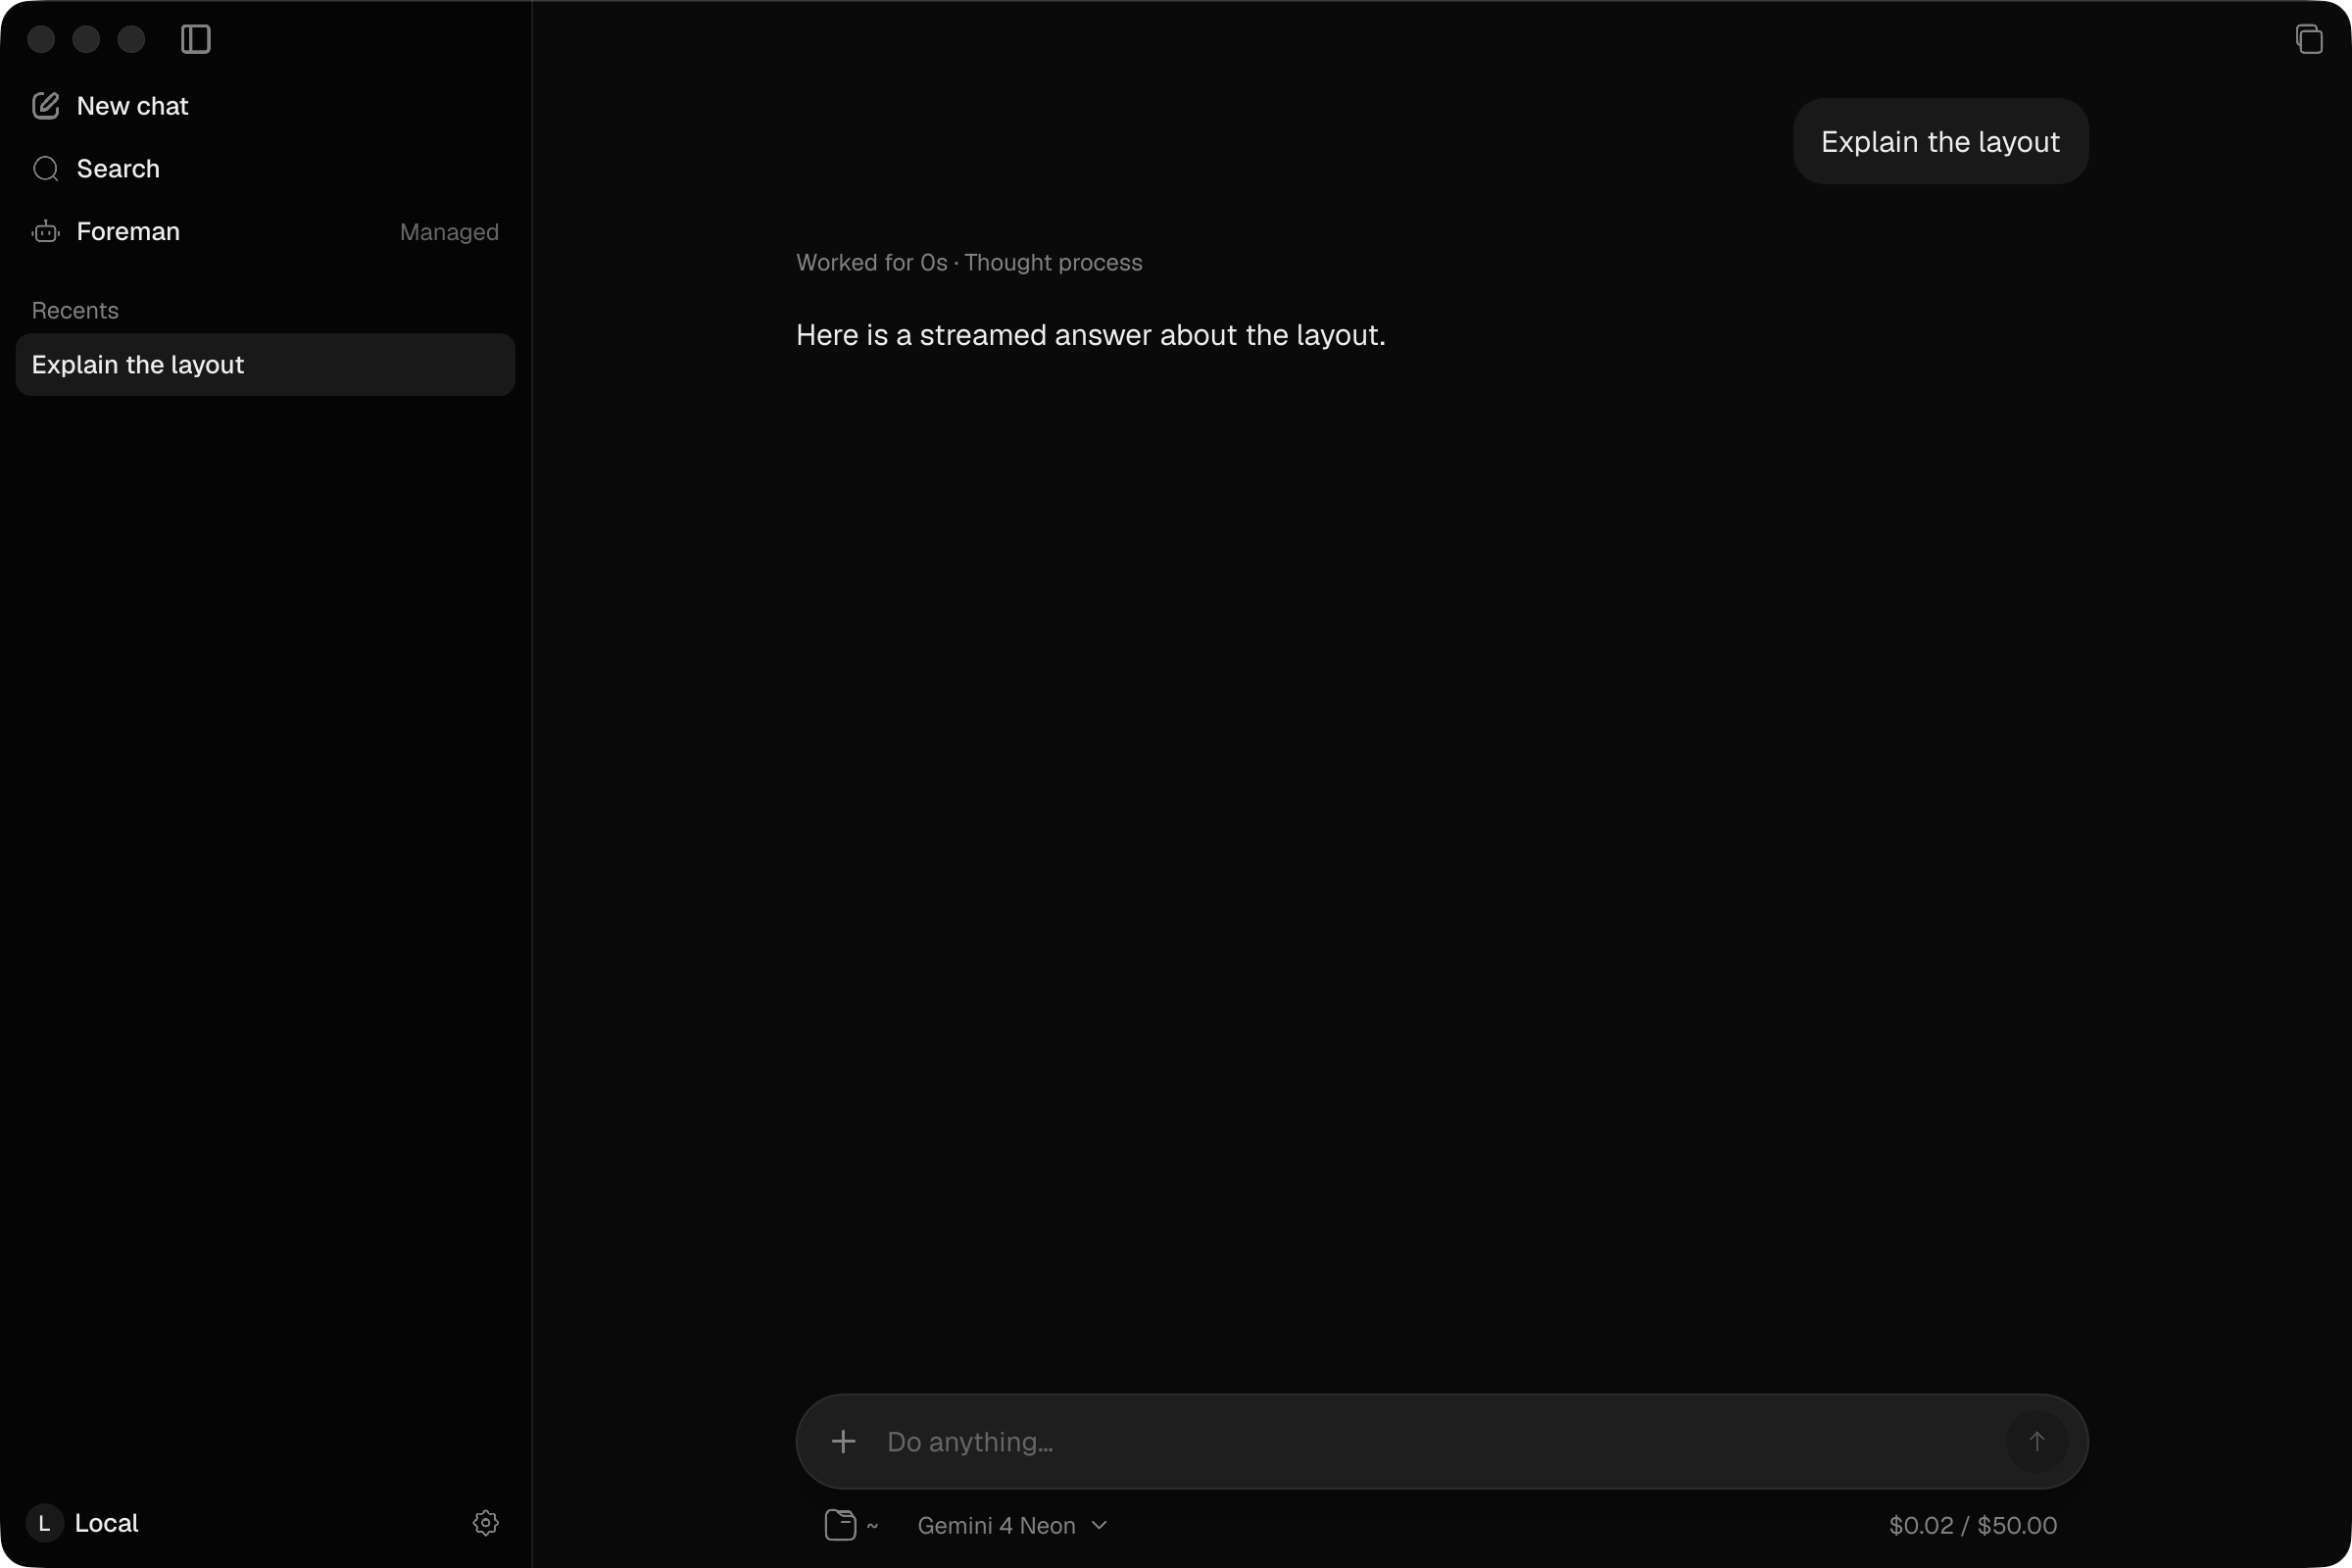 New chat
Search
Foreman
Managed
Recents
Explain the layout
L
Local
Explain the layout
Worked for 0s · Thought process
Here is a streamed answer about the layout.
Do anything...
~
Gemini 4 Neon
$0.02 / $50.00